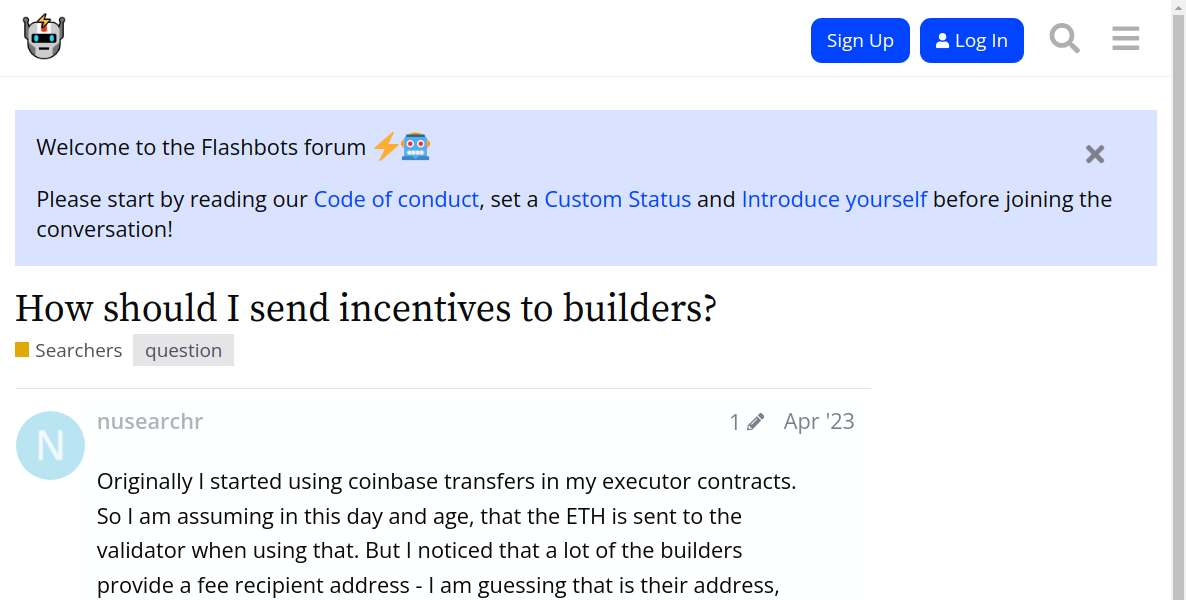 Sign Up
Log In
Welcome to the Flashbots forum
Please start by reading our Code of conduct, set a Custom Status and Introduce yourself before joining the
conversation!
How should I send incentives to builders?
Searchers question
N
nusearchr 1 Apr '23
Originally I started using coinbase transfers in my executor contracts.
So I am assuming in this day and age, that the ETH is sent to the
validator when using that. But I noticed that a lot of the builders
provide a fee recipient address - I am guessing that is their address,